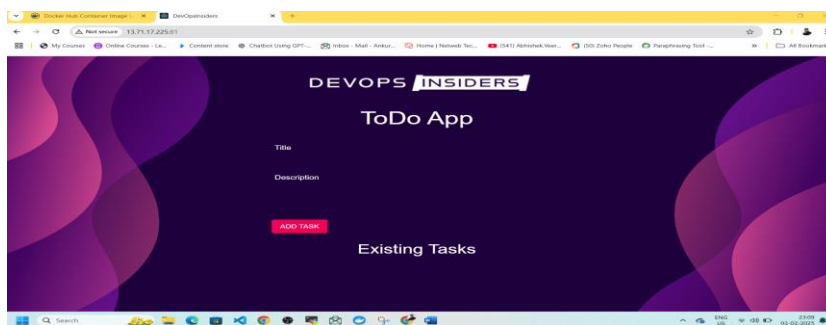 Docker Hub Container Image Li
DevOpsInsiders
Not secure 13.71.17.225:81
My Courses Online Courses - Le... Content store Chatbot Using GPT-... Inbox - Mail - Ankur... Home | Netweb Tec... (50) Zoho People Paraphrasing Tool -... All Bookmarks
DEVOPS INSIDERS
ToDo App
Title
Description
ADD TASK
Existing Tasks
Search
ENG
US
23:09
02-02-2025